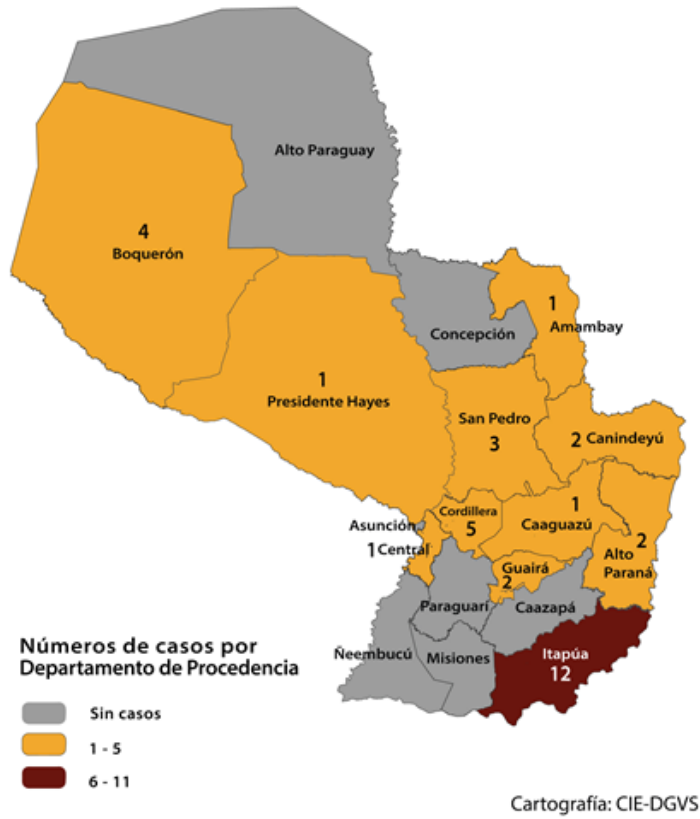 Alto Paraguay
4
Boquerón
1
Amambay
Concepción
1
Presidente Hayes
San Pedro
3
2 Canindeyú
Cordillera
5
1
Caaguazú
Asunción
1 Central
2
Alto
Paraná
Guairá
2
Paraguarí
Caazapá
Ñeembucú
Misiones
Itapúa
12
Números de casos por
Departamento de Procedencia
Sin casos
1 - 5
6 - 11
Cartografía: CIE-DGVS